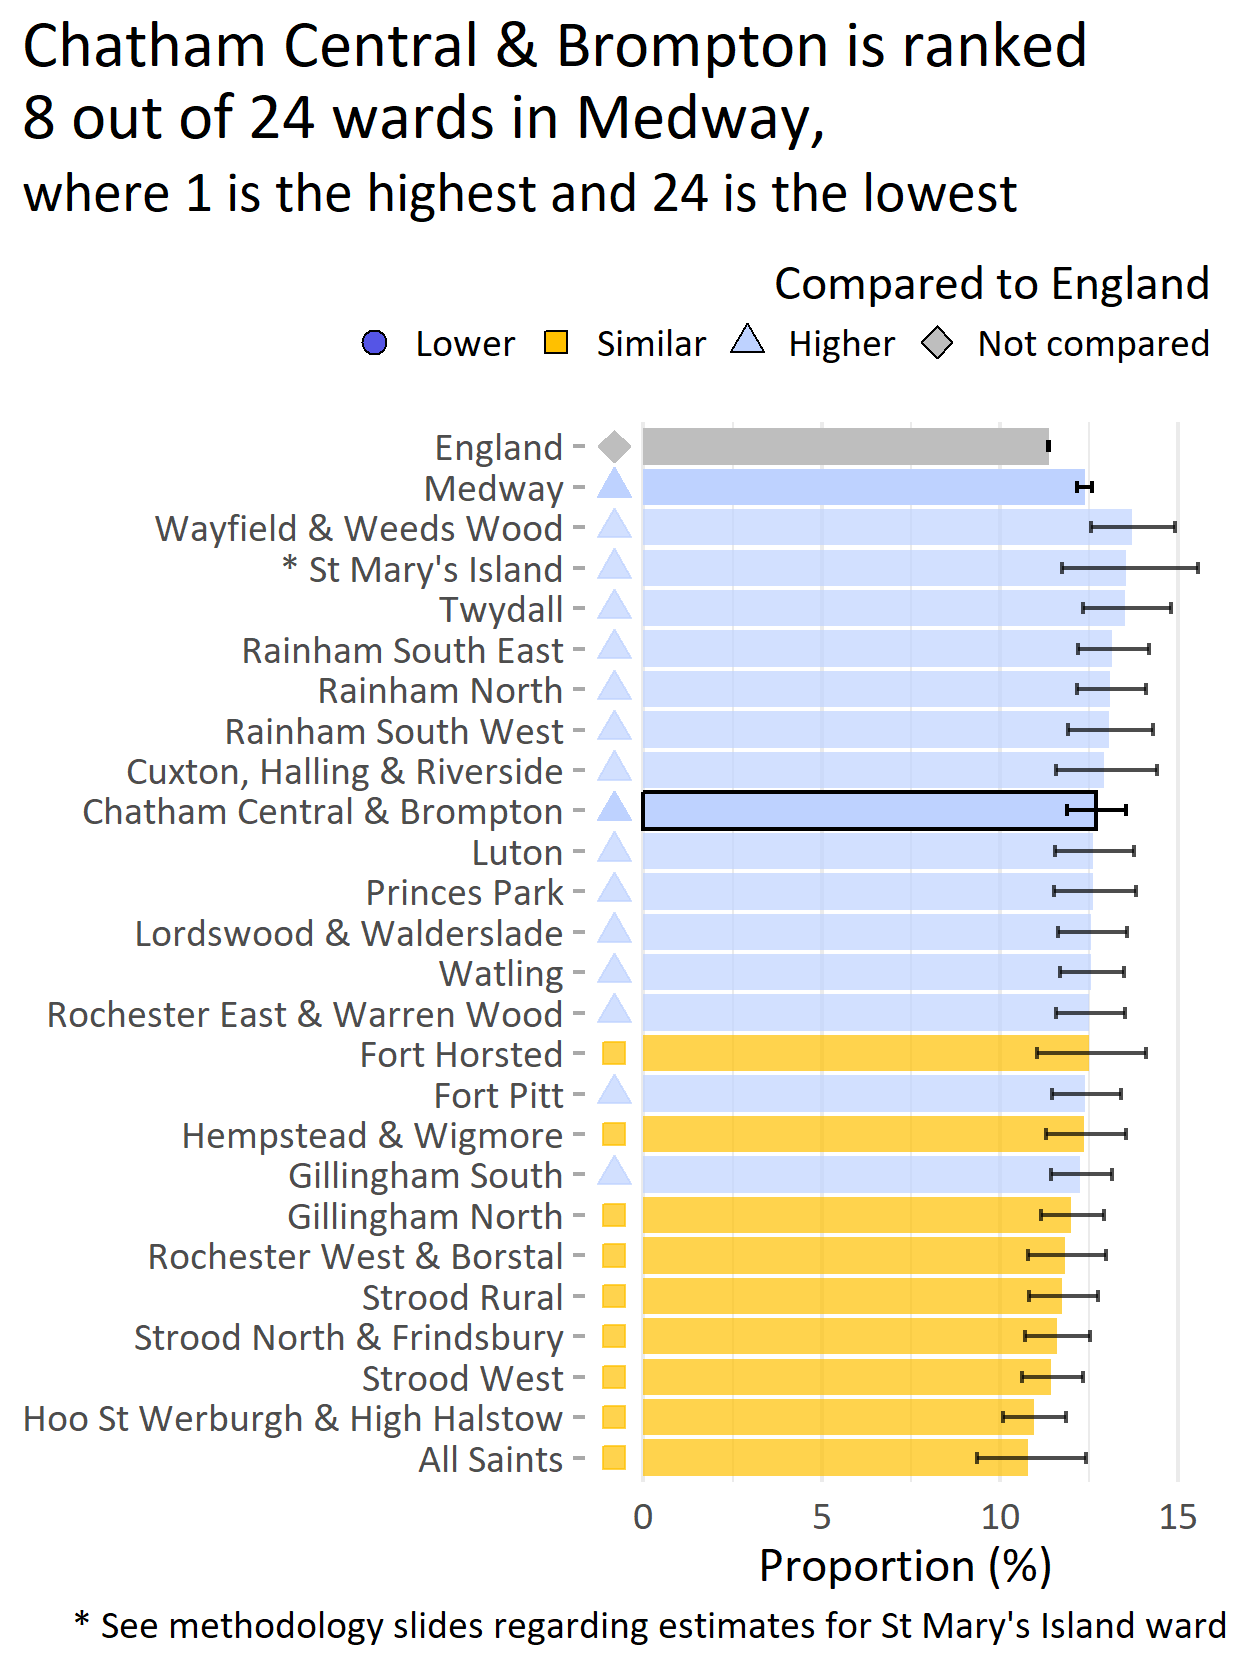 Chatham Central & Brompton is ranked
8 out of 24 wards in Medway,
where 1 is the highest and 24 is the lowest
Compared to England
Lower Similar Higher Not compared
England
Medway
Wayfield & Weeds Wood
* St Mary's Island
Twydall
Rainham South East
Rainham North
Rainham South West
Cuxton, Halling & Riverside
Chatham Central & Brompton
Luton
Princes Park
Lordswood & Walderslade
Watling
Rochester East & Warren Wood
Fort Horsted
Fort Pitt
Hempstead & Wigmore
Gillingham South
Gillingham North
Rochester West & Borstal
Strood Rural
Strood North & Frindsbury
Strood West
Hoo St Werburgh & High Halstow
All Saints
0 5 10 15
Proportion (%)
* See methodology slides regarding estimates for St Mary's Island ward